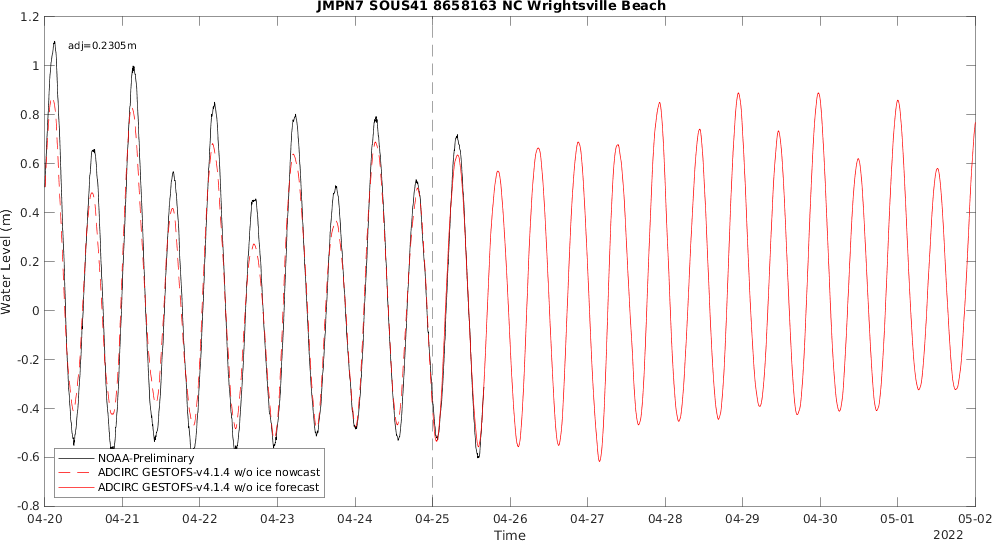 JMPN7 SOUS41 8658163 NC Wrightsville Beach
1.2
adj=0.2305m
1
0.8
0.6
0.4
0.2
0
-0.2
-0.4
-0.6
-0.8
Water Level (m)
NOAA-Preliminary
ADCIRC GESTOFS-v4.1.4 w/o ice nowcast
ADCIRC GESTOFS-v4.1.4 w/o ice forecast
04-20 04-21 04-22 04-23 04-24 04-25 04-26 04-27 04-28 04-29 04-30 05-01 05-02
Time
2022